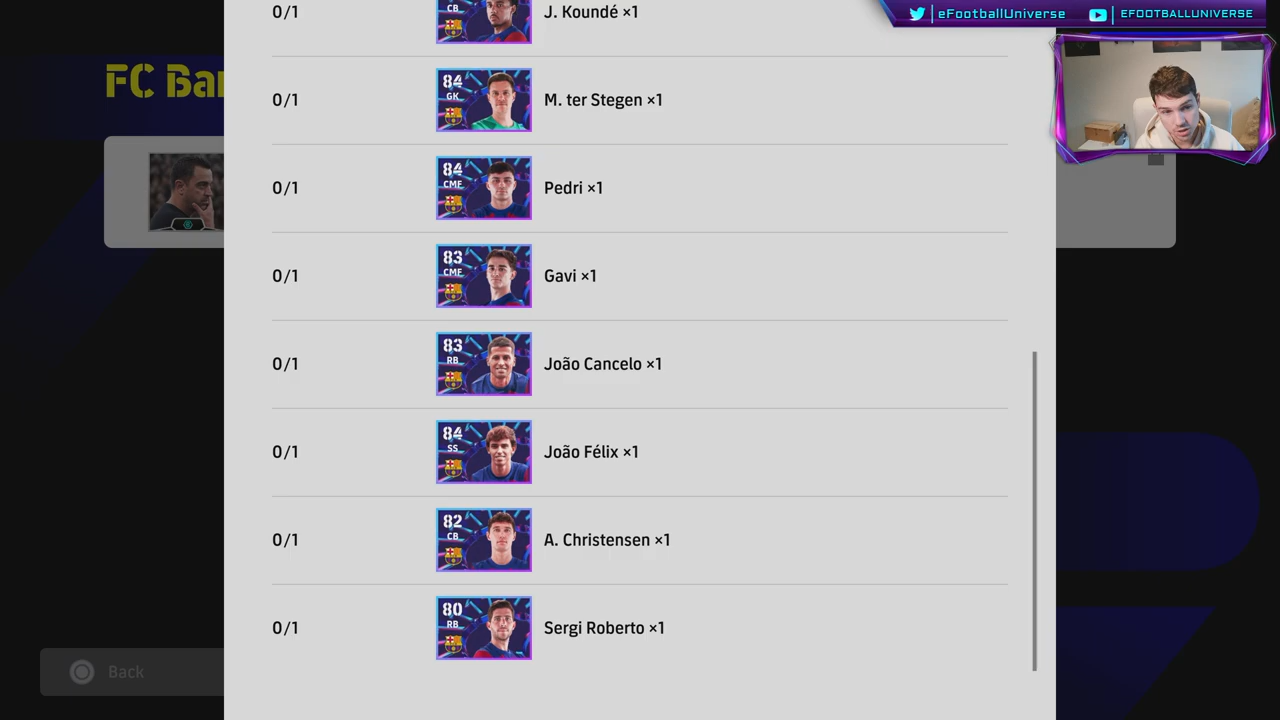 eFootballUniverse
EFOOTBALLUNIVERSE
FC Bar
0/1
CB
J. Koundé ×1
0/1
84
GK
M. ter Stegen ×1
0/1
84
CMF
Pedri ×1
0/1
83
CMF
Gavi ×1
0/1
83
RB
João Cancelo ×1
0/1
84
SS
João Félix ×1
0/1
82
CB
A. Christensen ×1
0/1
80
RB
Sergi Roberto ×1
Back